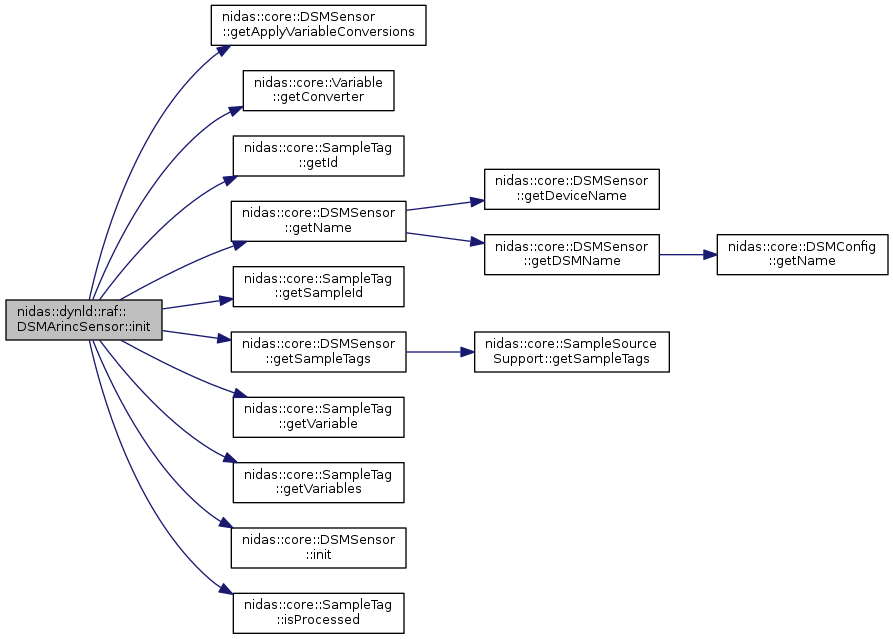 nidas::core::DSMSensor
::getApplyVariableConversions
nidas::core::Variable
::getConverter
nidas::core::SampleTag
::getId
nidas::core::DSMSensor
::getName
nidas::core::DSMSensor
::getDeviceName
nidas::core::DSMSensor
::getDSMName
nidas::core::DSMConfig
::getName
nidas::core::SampleTag
::getSampleId
nidas::dynld::raf::
DSMArincSensor::init
nidas::core::DSMSensor
::getSampleTags
nidas::core::SampleSource
Support::getSampleTags
nidas::core::SampleTag
::getVariable
nidas::core::SampleTag
::getVariables
nidas::core::DSMSensor
::init
nidas::core::SampleTag
::isProcessed